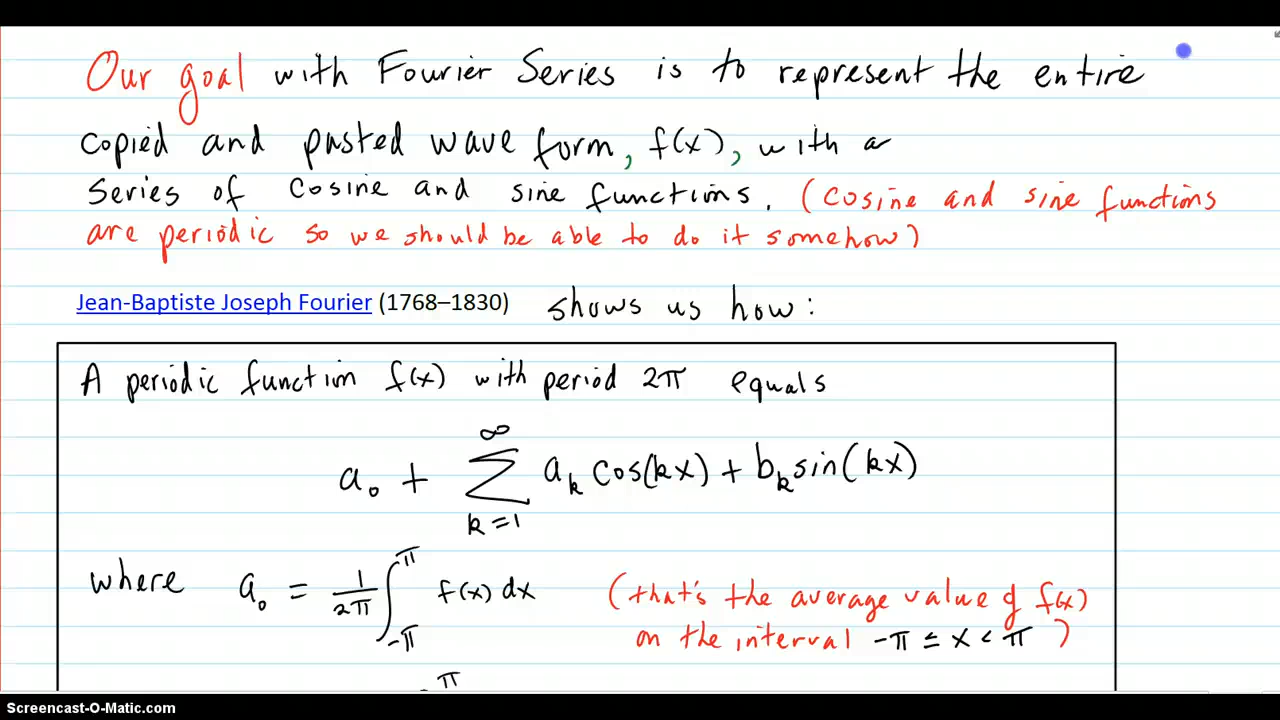 Our goal with Fourier Series is to represent the entire
copied and pasted wave form, f(x), with a
Series of Cosine and sine functions. (Cosine and sine functions
are periodic so we should be able to do it somehow)
Jean-Baptiste Joseph Fourier (1768–1830) shows us how:
A periodic function f(x) with period 2π equals
a₀ + ∑_{k=1}^{∞} a_k cos(kx) + b_k sin(kx)
where a₀ = 1/2π ∫_{-π}^{π} f(x) dx (that's the average value of f(x)
on the interval -π ≤ x < π)
π
Screencast-O-Matic.com